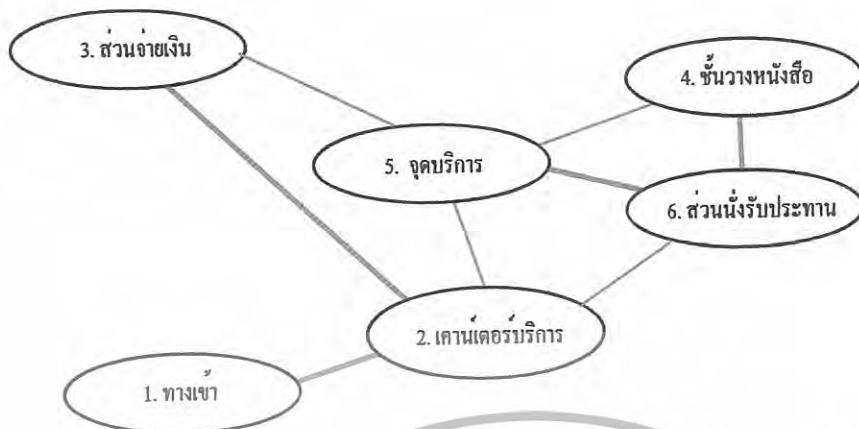 3. ส่วนจ่ายเงิน
4. ชั้นวางหนังสือ
5. จุดบริการ
6. ส่วนนั่งรับประทาน
2. เคาน์เตอร์บริการ
1. ทางเข้า